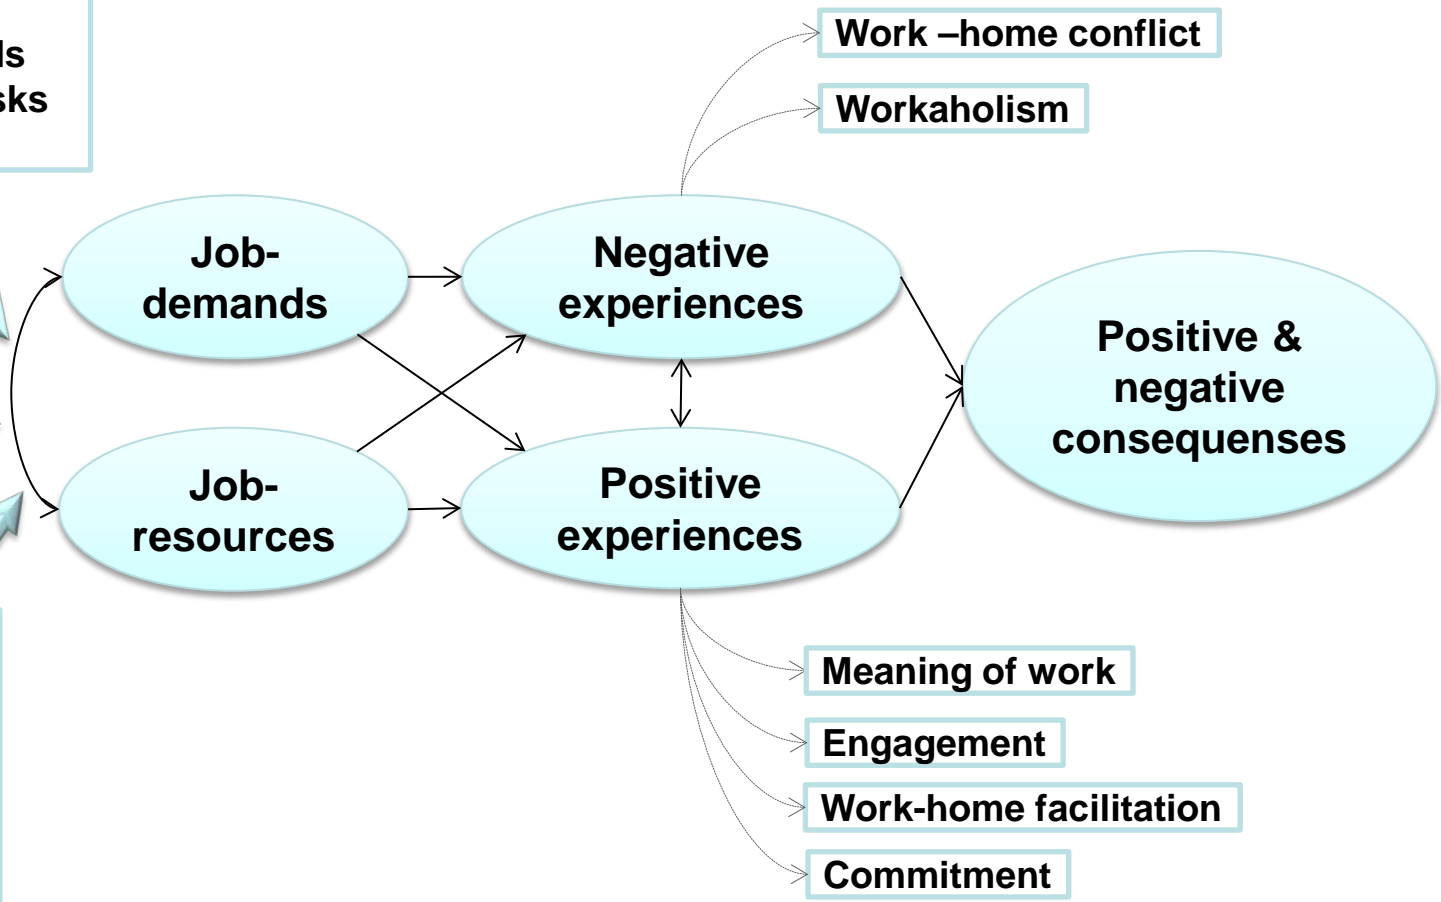 Work –home conflict
Workaholism
Job-
demands
Negative
experiences
Positive &
negative
consequenses
Job-
resources
Positive
experiences
Meaning of work
Engagement
Work-home facilitation
Commitment